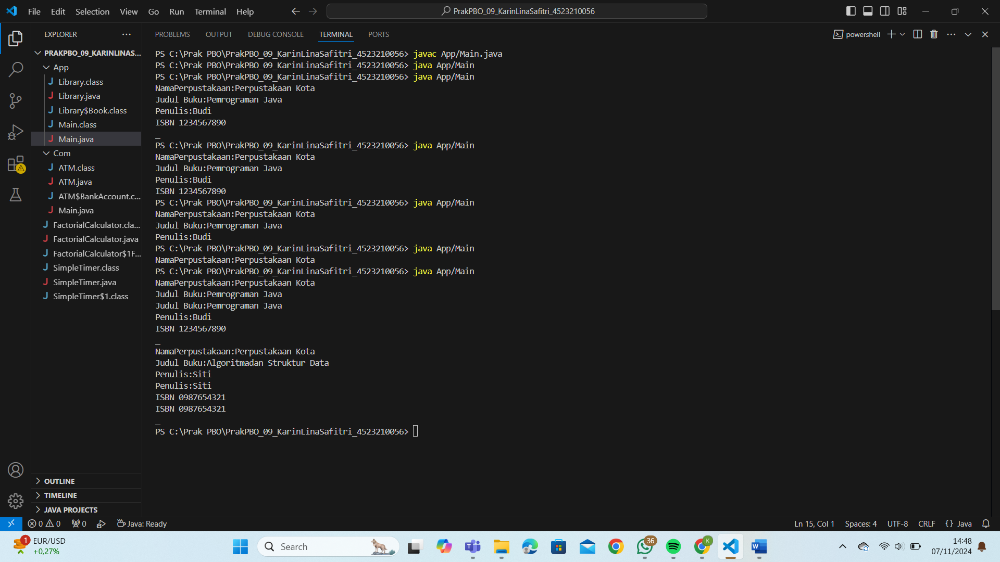 File Edit Selection View Go Run Terminal Help
PrakPBO_09_KarinLinaSafitri_4523210056
EXPLORER
PROBLEMS OUTPUT DEBUG CONSOLE TERMINAL PORTS
powershell
PRAKPBO_09_KARINLINAS...
App
Library.class
Library.java
Library$Book.class
Main.class
Main.java
Com
ATM.class
ATM.java
ATM$BankAccount.c...
Main.java
FactorialCalculator.cla...
FactorialCalculator.java
FactorialCalculator$1F...
SimpleTimer.class
SimpleTimer.java
SimpleTimer$1.class
OUTLINE
TIMELINE
JAVA PROJECTS
PS C:\Prak PBO\PrakPBO_09_KarinLinaSafitri_4523210056> javac App/Main.java
PS C:\Prak PBO\PrakPBO_09_KarinLinaSafitri_4523210056> java App/Main
PS C:\Prak PBO\PrakPBO_09_KarinLinaSafitri_4523210056> java App/Main
NamaPerpustakaan:Perpustakaan Kota
Judul Buku:Pemrograman Java
Penulis:Budi
ISBN 1234567890
_
PS C:\Prak PBO\PrakPBO_09_KarinLinaSafitri_4523210056> java App/Main
NamaPerpustakaan:Perpustakaan Kota
Judul Buku:Pemrograman Java
Penulis:Budi
ISBN 1234567890
PS C:\Prak PBO\PrakPBO_09_KarinLinaSafitri_4523210056> java App/Main
NamaPerpustakaan:Perpustakaan Kota
Judul Buku:Pemrograman Java
Penulis:Budi
PS C:\Prak PBO\PrakPBO_09_KarinLinaSafitri_4523210056> java App/Main
NamaPerpustakaan:Perpustakaan Kota
PS C:\Prak PBO\PrakPBO_09_KarinLinaSafitri_4523210056> java App/Main
NamaPerpustakaan:Perpustakaan Kota
Judul Buku:Pemrograman Java
Judul Buku:Pemrograman Java
Penulis:Budi
ISBN 1234567890
_
NamaPerpustakaan:Perpustakaan Kota
Judul Buku:Algoritmadan Struktur Data
Penulis:Siti
Penulis:Siti
ISBN 0987654321
ISBN 0987654321
_
PS C:\Prak PBO\PrakPBO_09_KarinLinaSafitri_4523210056>
0 0 0 Java: Ready
Ln 15, Col 1 Spaces: 4 UTF-8 CRLF {} Java
1 EUR/USD
+0,27%
Search
36
K
14:48
07/11/2024